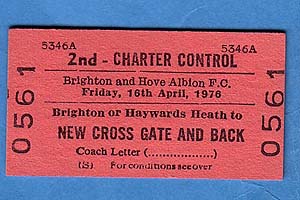 5346A 5346A
2nd - CHARTER CONTROL
Brighton and Hove Albion F.C.
Friday, 16th April, 1976
0561 0561
Brighton or Haywards Heath to
NEW CROSS GATE AND BACK
Coach Letter (..................)
(S) For conditions see over